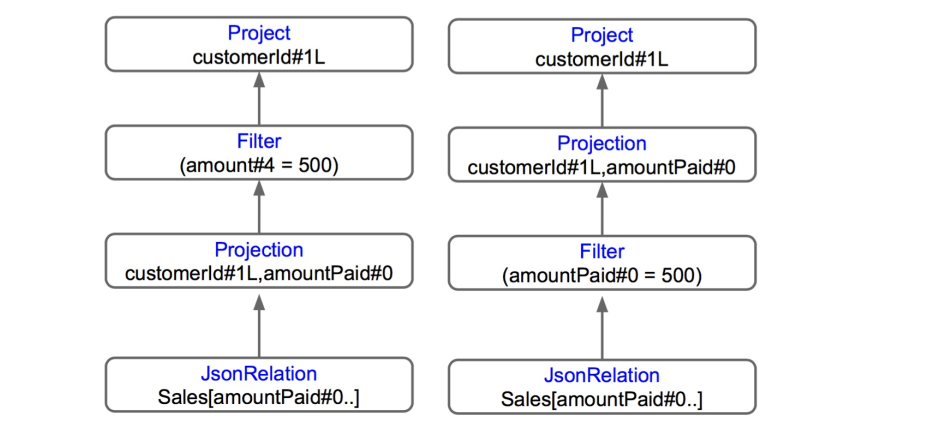 Project
customerId#1L
Filter
(amount#4 = 500)
Projection
customerId#1L,amountPaid#0
JsonRelation
Sales[amountPaid#0..]
Project
customerId#1L
Projection
customerId#1L,amountPaid#0
Filter
(amountPaid#0 = 500)
JsonRelation
Sales[amountPaid#0..]